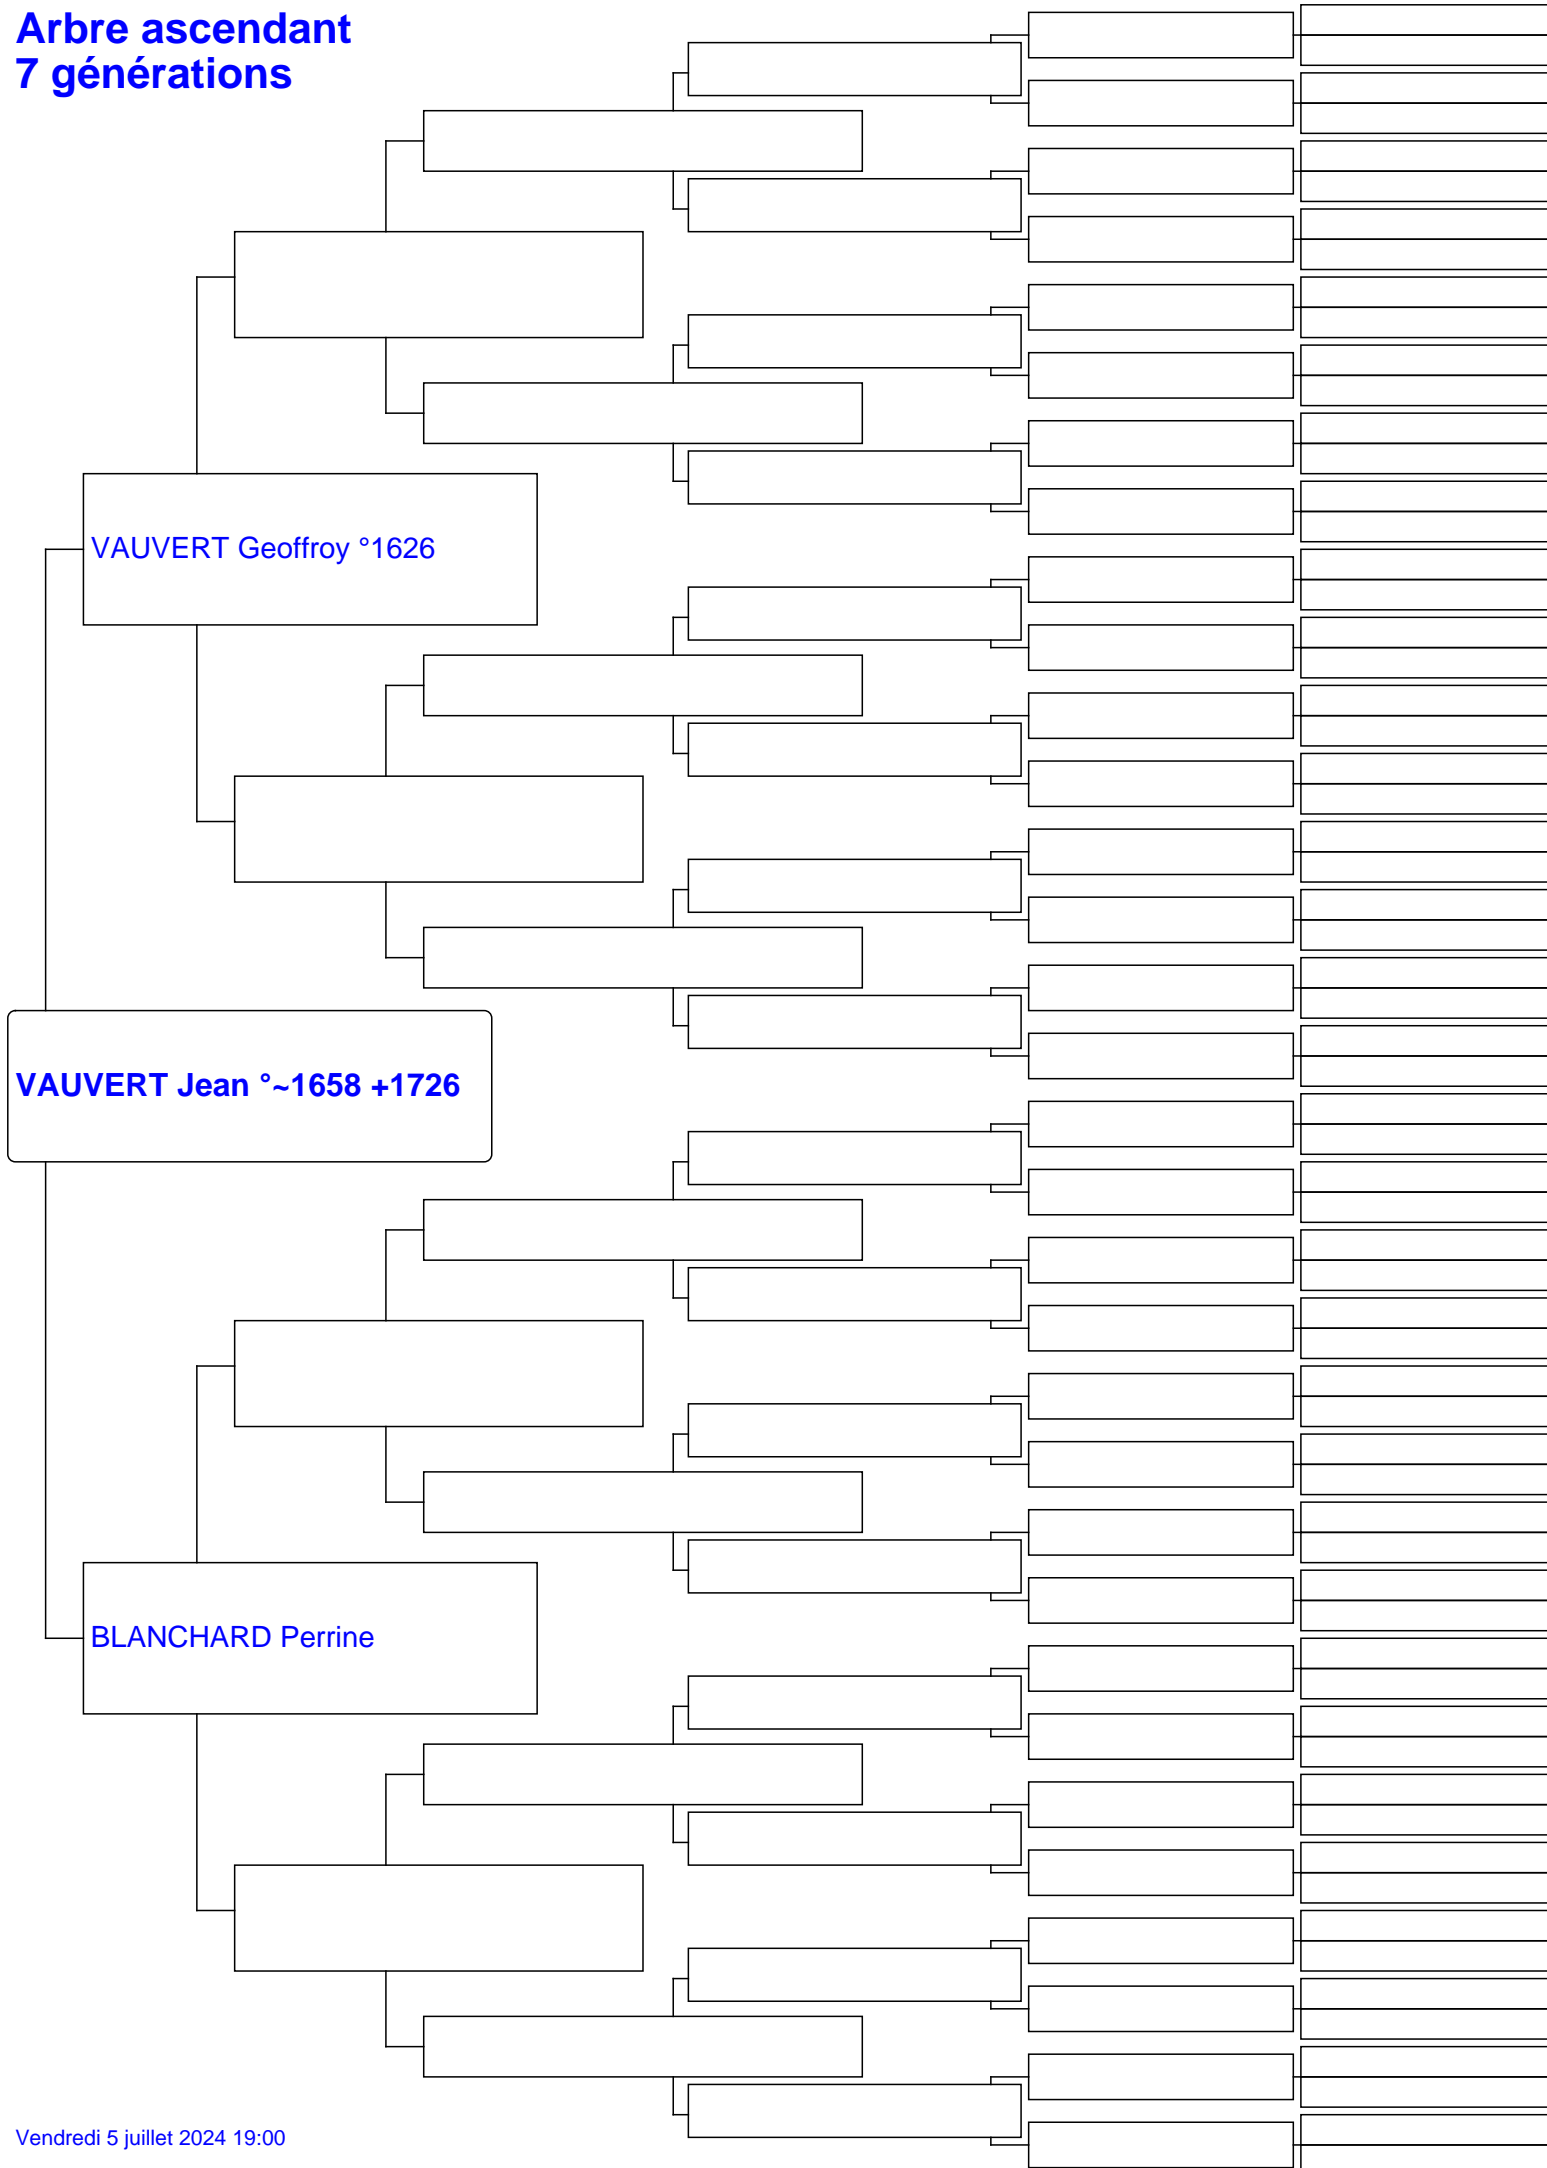 Arbre ascendant
7 générations
VAUVERT Geoffroy °1626
VAUVERT Jean °~1658 +1726
BLANCHARD Perrine
Vendredi 5 juillet 2024 19:00